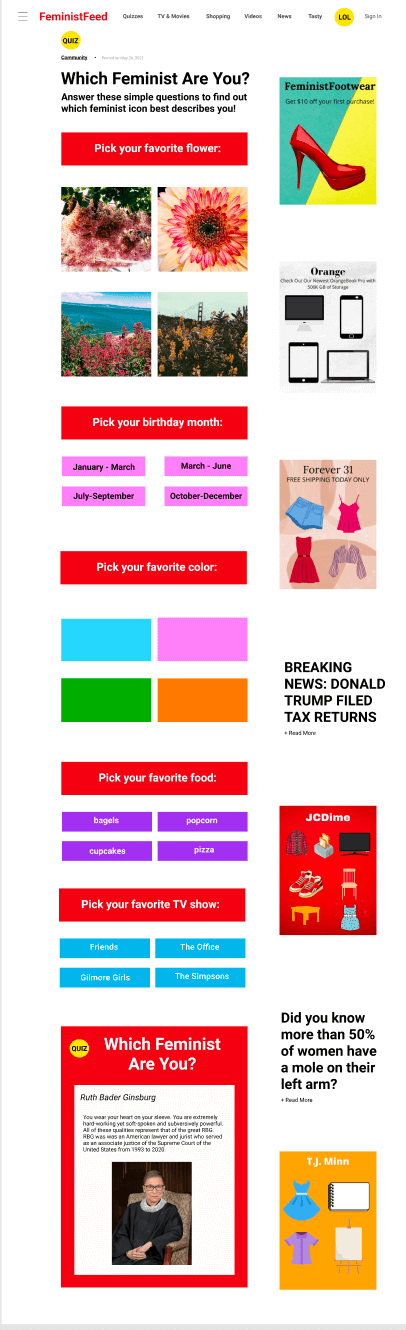 FeministFeed
Quizzes TV & Movies Shopping Videos News Tasty LOL Sign In
QUIZ
Community • Posted on May 26, 2021
Which Feminist Are You?
Answer these simple questions to find out
which feminist icon best describes you!
Pick your favorite flower:
Pick your birthday month:
January - March
March - June
July-September
October-December
Pick your favorite color:
Pick your favorite food:
bagels
popcorn
cupcakes
pizza
Pick your favorite TV show:
Friends
The Office
Gilmore Girls
The Simpsons
QUIZ
Which Feminist
Are You?
Ruth Bader Ginsburg
You wear your heart on your sleeve. You are extremely
hard-working yet soft-spoken and subversively powerful.
All of these qualities represent that of the great RBG.
RBG was was an American lawyer and jurist who served
as an associate justice of the Supreme Court of the
United States from 1993 to 2020.
FeministFootwear
Get $10 off your first purchase!
Orange
Check Out Our Newest OrangeBook Pro with
500K GB of Storage
Forever 31
FREE SHIPPING TODAY ONLY
BREAKING
NEWS: DONALD
TRUMP FILED
TAX RETURNS
+ Read More
JCDime
Did you know
more than 50%
of women have
a mole on their
left arm?
+ Read More
T.J. Minn